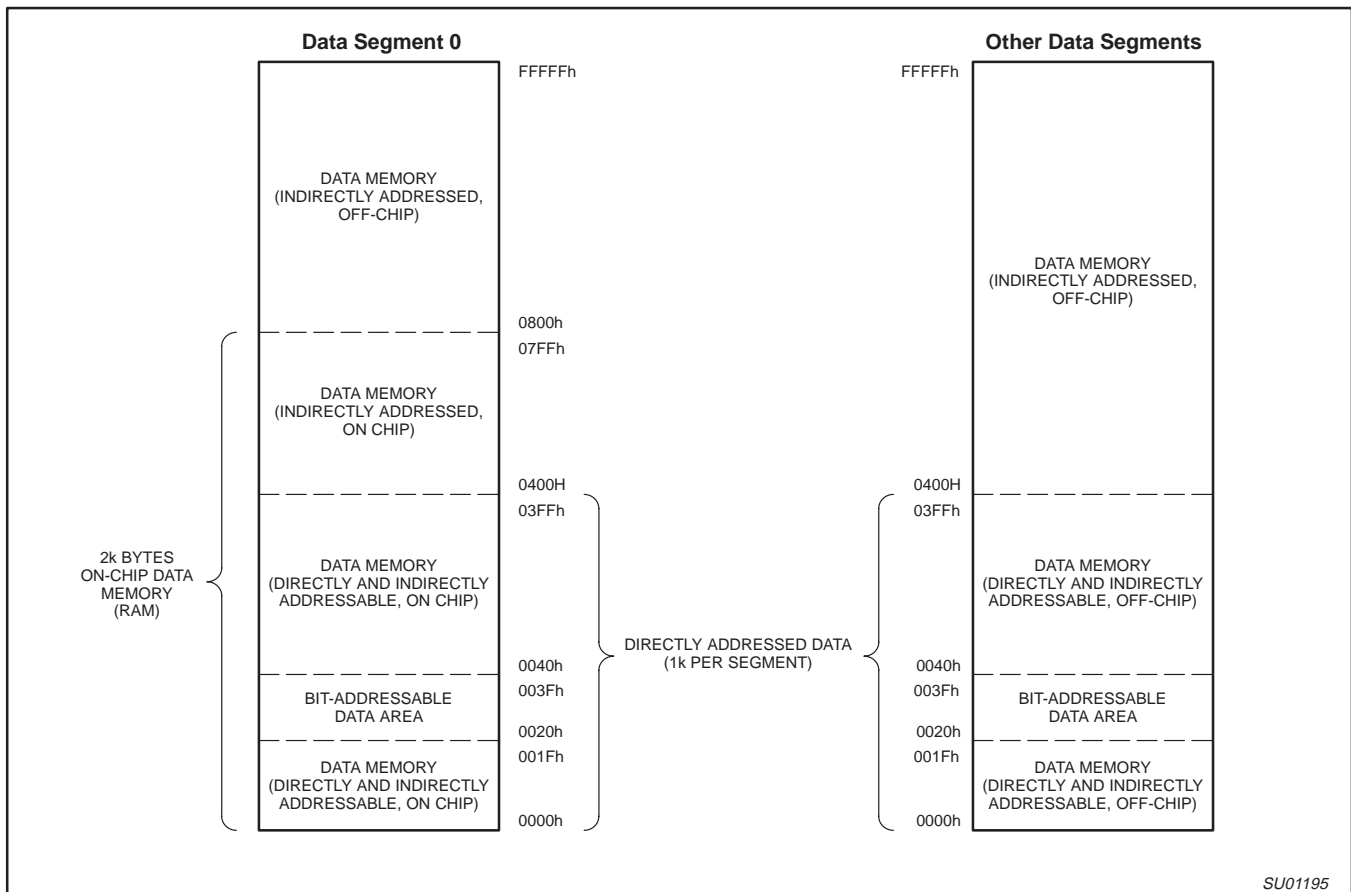 Data Segment 0
FFFFFh
DATA MEMORY
(INDIRECTLY ADDRESSED,
OFF-CHIP)
0800h
07FFh
DATA MEMORY
(INDIRECTLY ADDRESSED,
ON CHIP)
0400H
03FFh
2k BYTES
ON-CHIP DATA
MEMORY
(RAM)
DATA MEMORY
(DIRECTLY AND INDIRECTLY
ADDRESSABLE, ON CHIP)
0040h
003Fh
BIT-ADDRESSABLE
DATA AREA
0020h
001Fh
DATA MEMORY
(DIRECTLY AND INDIRECTLY
ADDRESSABLE, ON CHIP)
0000h
DIRECTLY ADDRESSED DATA
(1k PER SEGMENT)
Other Data Segments
FFFFFh
DATA MEMORY
(INDIRECTLY ADDRESSED,
OFF-CHIP)
0400H
03FFh
DATA MEMORY
(DIRECTLY AND INDIRECTLY
ADDRESSABLE, OFF-CHIP)
0040h
003Fh
BIT-ADDRESSABLE
DATA AREA
0020h
001Fh
DATA MEMORY
(DIRECTLY AND INDIRECTLY
ADDRESSABLE, OFF-CHIP)
0000h
SU01195